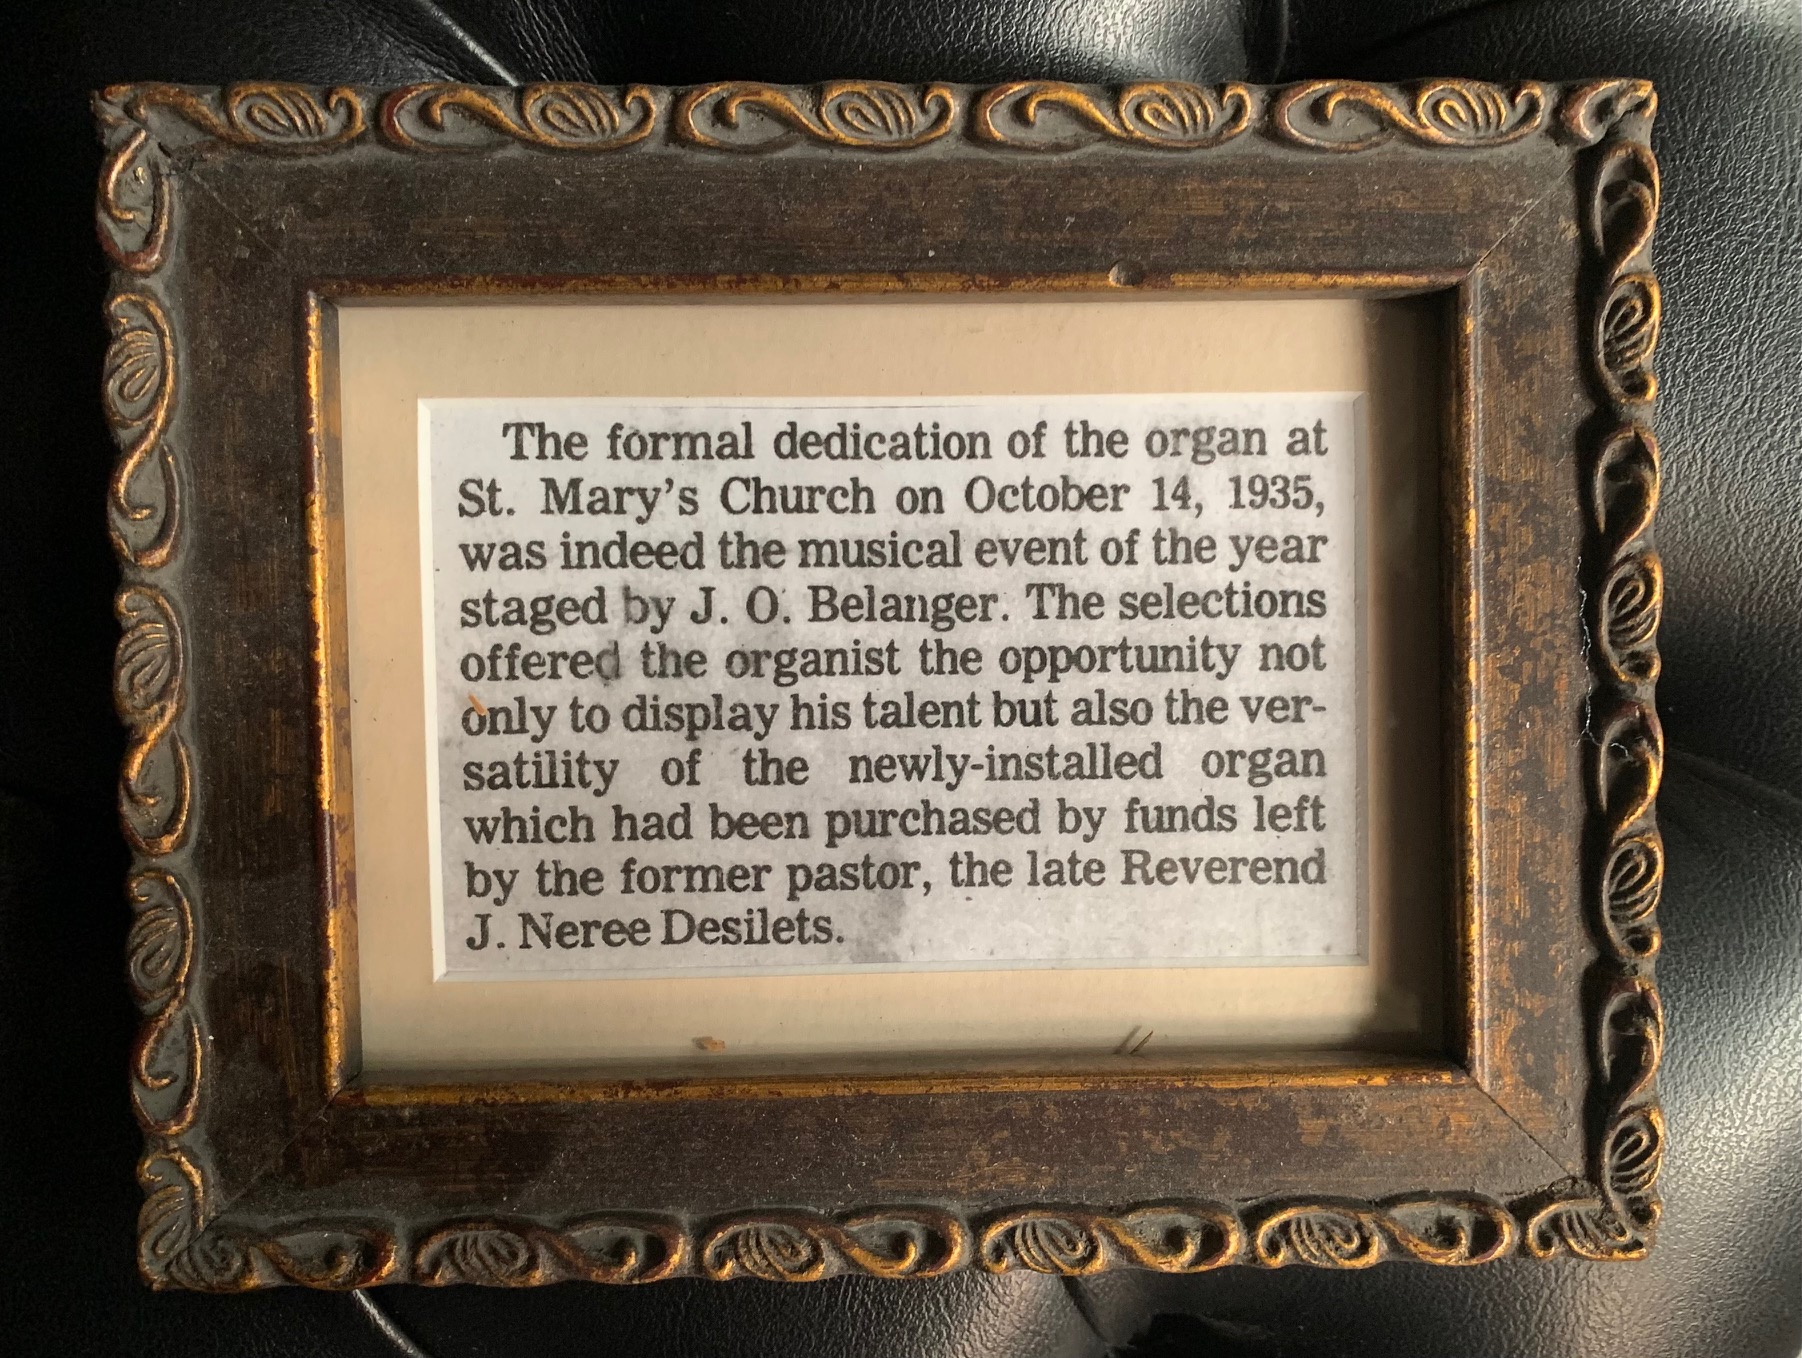 The formal dedication of the organ at
St. Mary's Church on October 14, 1935,
was indeed the musical event of the year
staged by J. O. Belanger. The selections
offered the organist the opportunity not
only to display his talent but also the ver-
satility of the newly-installed organ
which had been purchased by funds left
by the former pastor, the late Reverend
J. Neree Desilets.